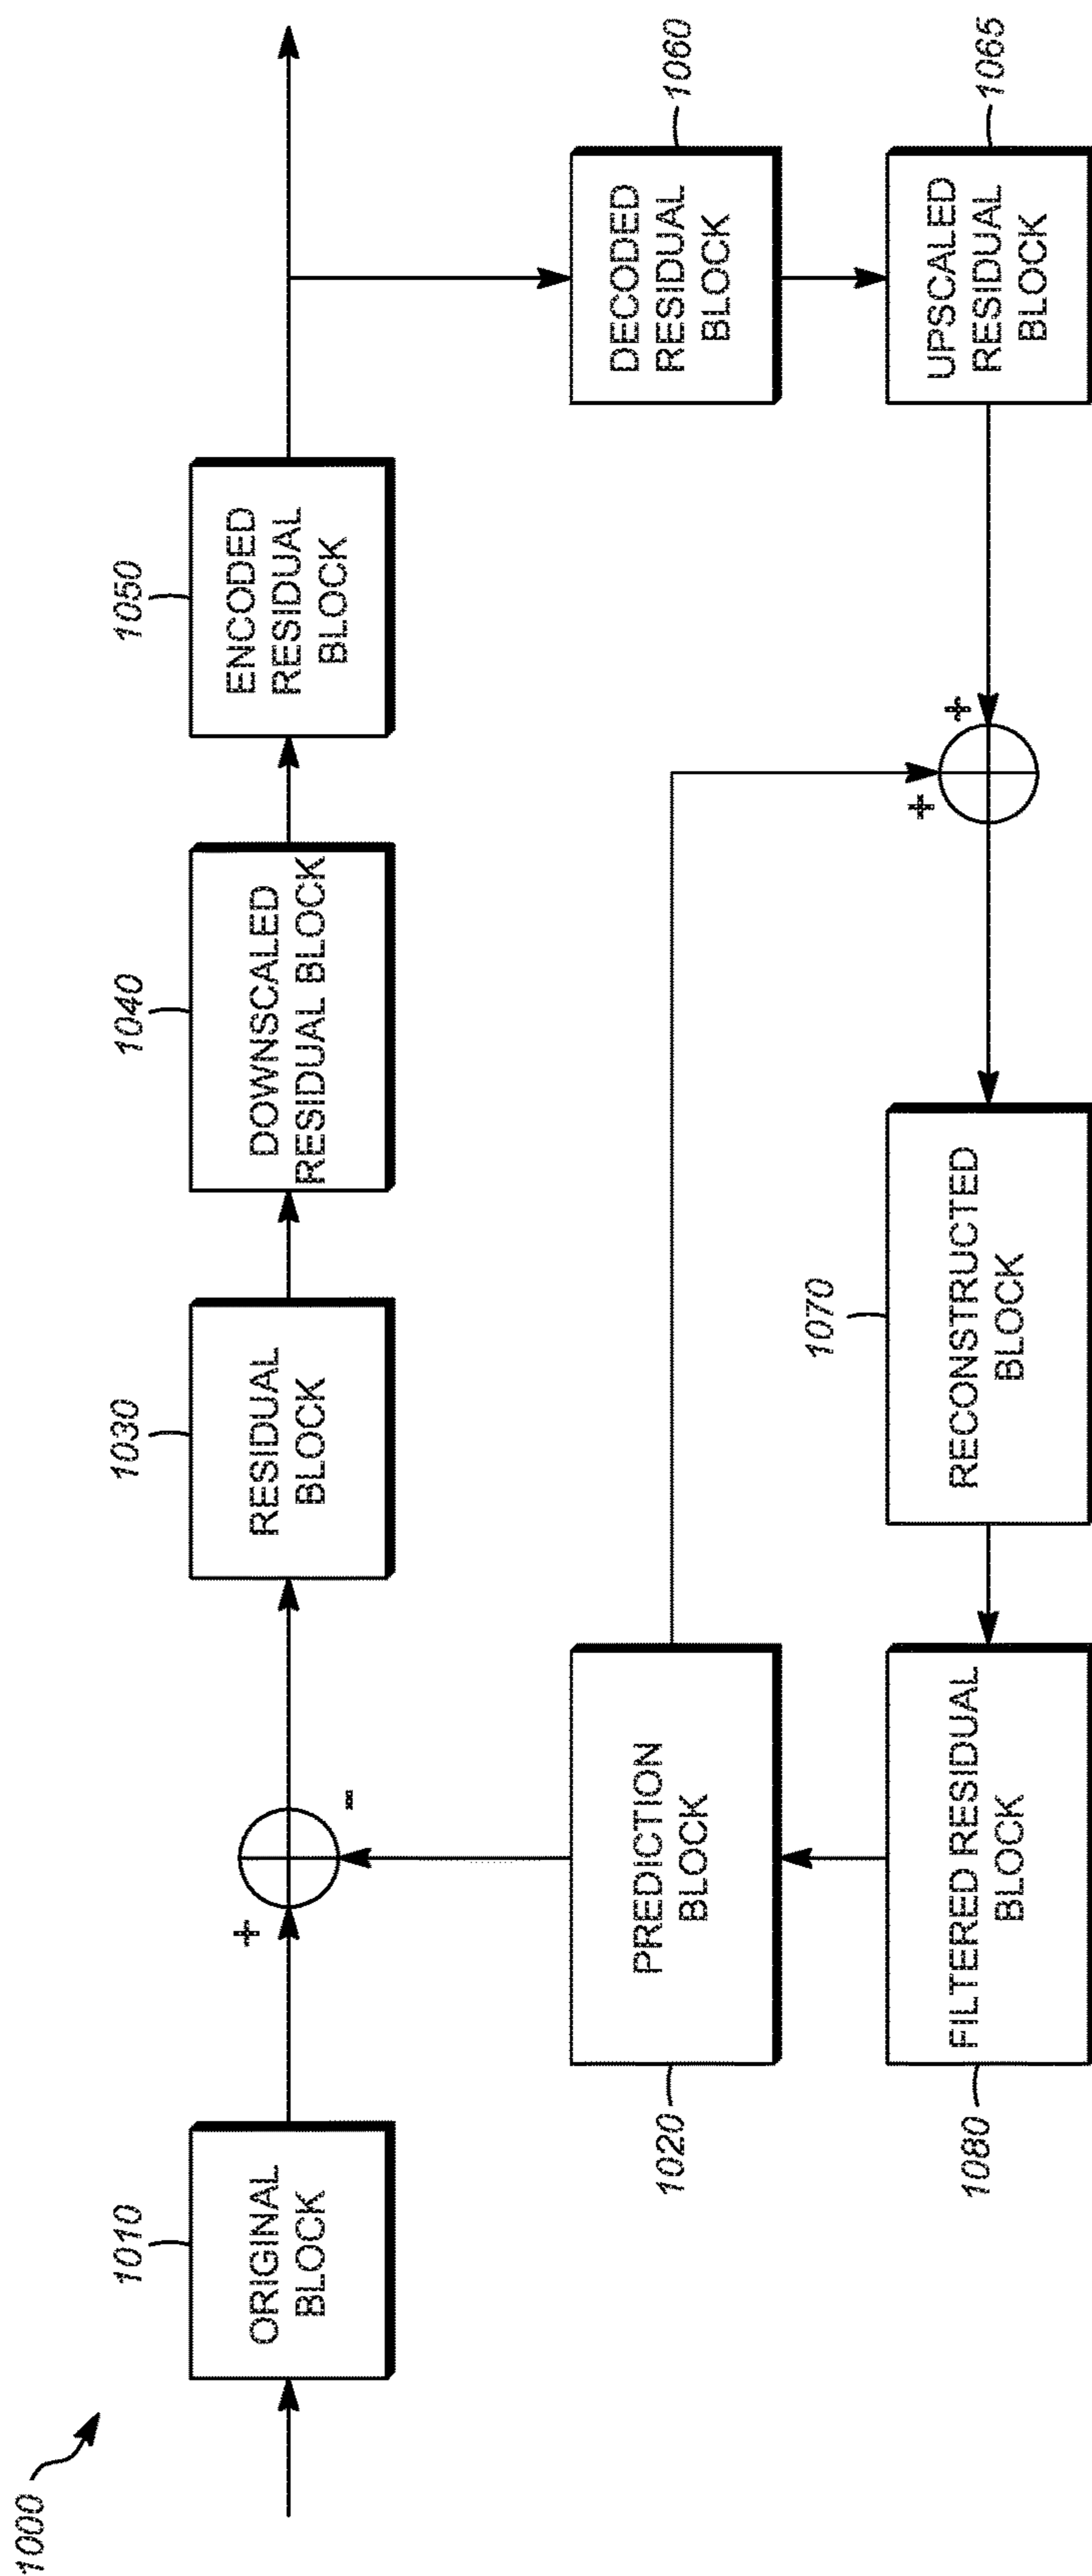 1000
1010
ORIGINAL
BLOCK
+
-
1030
RESIDUAL
BLOCK
1040
DOWNSCALED
RESIDUAL BLOCK
1050
ENCODED
RESIDUAL
BLOCK
1020
PREDICTION
BLOCK
DECODED
RESIDUAL
BLOCK
1060
1080
FILTERED RESIDUAL
BLOCK
1070
RECONSTRUCTED
BLOCK
+
+
UPSCALED
RESIDUAL
BLOCK
1065